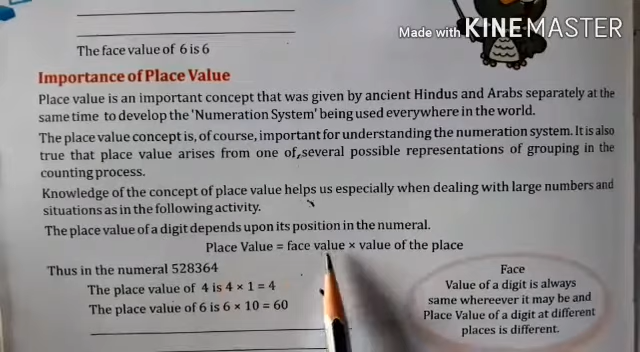 Made with KINEMASTER
The face value of 6 is 6
Importance of Place Value
Place value is an important concept that was given by ancient Hindus and Arabs separately at the
same time to develop the 'Numeration System' being used everywhere in the world.
The place value concept is, of course, important for understanding the numeration system. It is also
true that place value arises from one of several possible representations of grouping in the
counting process.
Knowledge of the concept of place value helps us especially when dealing with large numbers and
situations as in the following activity.
The place value of a digit depends upon its position in the numeral.
Place Value = face value × value of the place
Thus in the numeral 528364
The place value of 4 is 4 × 1 = 4
The place value of 6 is 6 × 10 = 60
Face
Value of a digit is always
same whereever it may be and
Place Value of a digit at different
places is different.